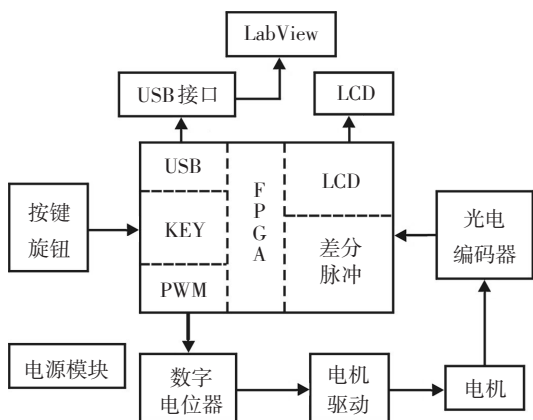 LabView
USB接口
LCD
USB
LCD
按键
旋钮
KEY
FPGA
差分
脉冲
光电
编码器
PWM
电源模块
数字
电位器
电机
驱动
电机